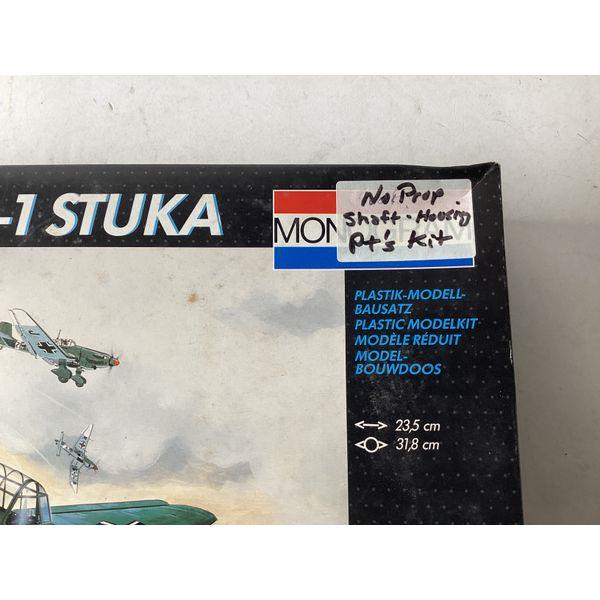 -1 STUKA
No Prop
Shaft. Housing
Pt's Kit
MONOGRAM
PLASTIK-MODELL-
BAUSATZ
PLASTIC MODELKIT
MODÈLE RÉDUIT
MODEL-
BOUWDOOS
23,5 cm
31,8 cm